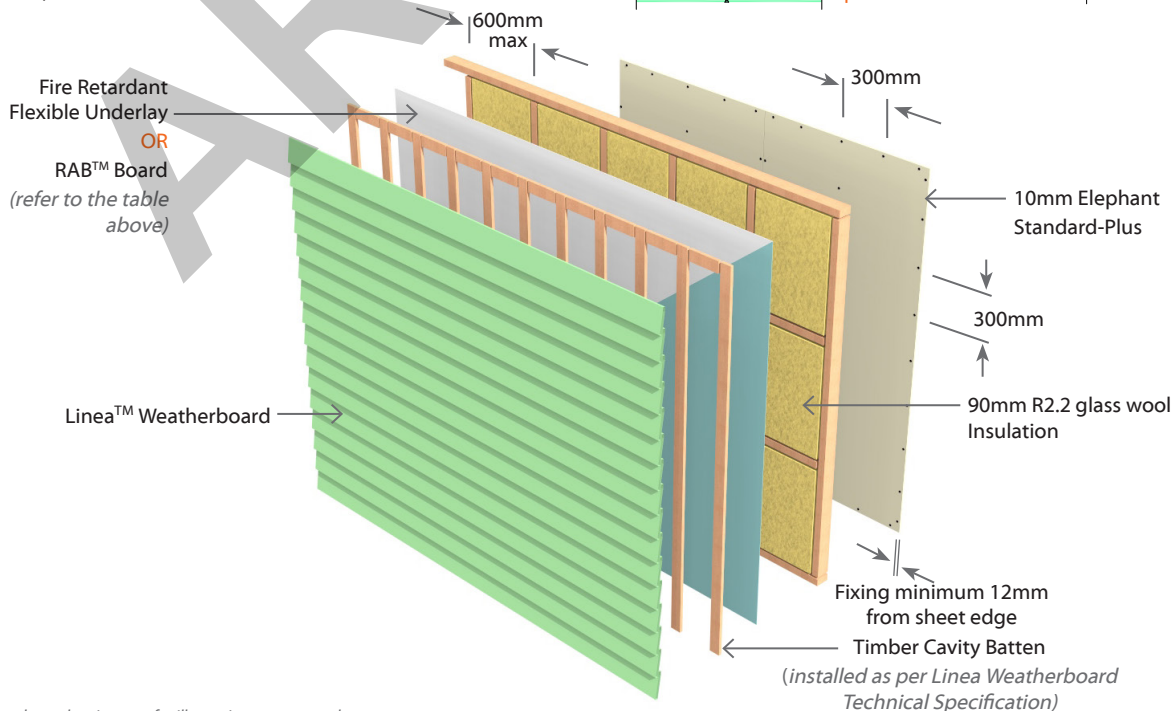 600mm
max
300mm
Fire Retardant
Flexible Underlay
OR
RAB™ Board
(refer to the table
above)
10mm Elephant
Standard-Plus
300mm
Linea™ Weatherboard
90mm R2.2 glass wool
Insulation
Fixing minimum 12mm
from sheet edge
Timber Cavity Batten
(installed as per Linea Weatherboard
Technical Specification)